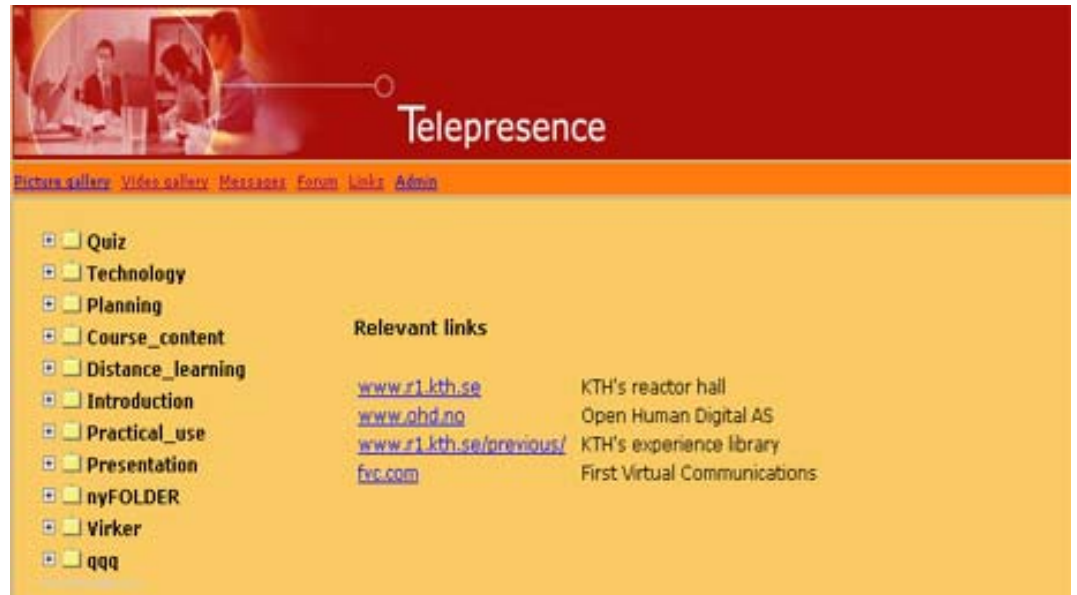 Telepresence
Picture gallery Video gallery Messages Forum Links Admin
Quiz
Technology
Planning
Course_content
Distance_learning
Introduction
Practical_use
Presentation
nyFOLDER
Virker
qqq
Relevant links
www.r1.kth.se KTH's reactor hall
www.ohd.no Open Human Digital AS
www.r1.kth.se/previous/ KTH's experience library
fvc.com First Virtual Communications